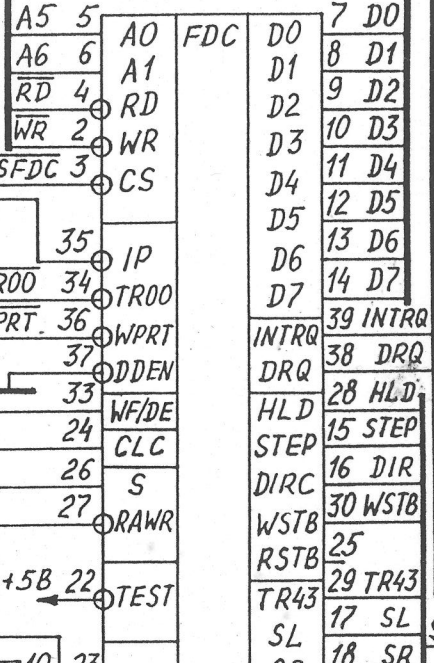 A5 5 A0 FDC D0 7 D0
A6 6 A1 D1 8 D1
RD 4 RD D2 9 D2
WR 2 WR D3 10 D3
SFDC 3 CS D4 11 D4
D5 12 D5
35 IP D6 13 D6
R00 34 TR00 D7 14 D7
PRT 36 WPRT INTRQ 39 INTRQ
37 DDEN DRQ 38 DRQ
33 WF/DE HLD 28 HLD
24 CLC STEP 15 STEP
26 S DIRC 16 DIR
27 RAWR WSTB 30 WSTB
RSTB 25
+5В 22 TEST TR43 29 TR43
SL 17 SL
18 SR